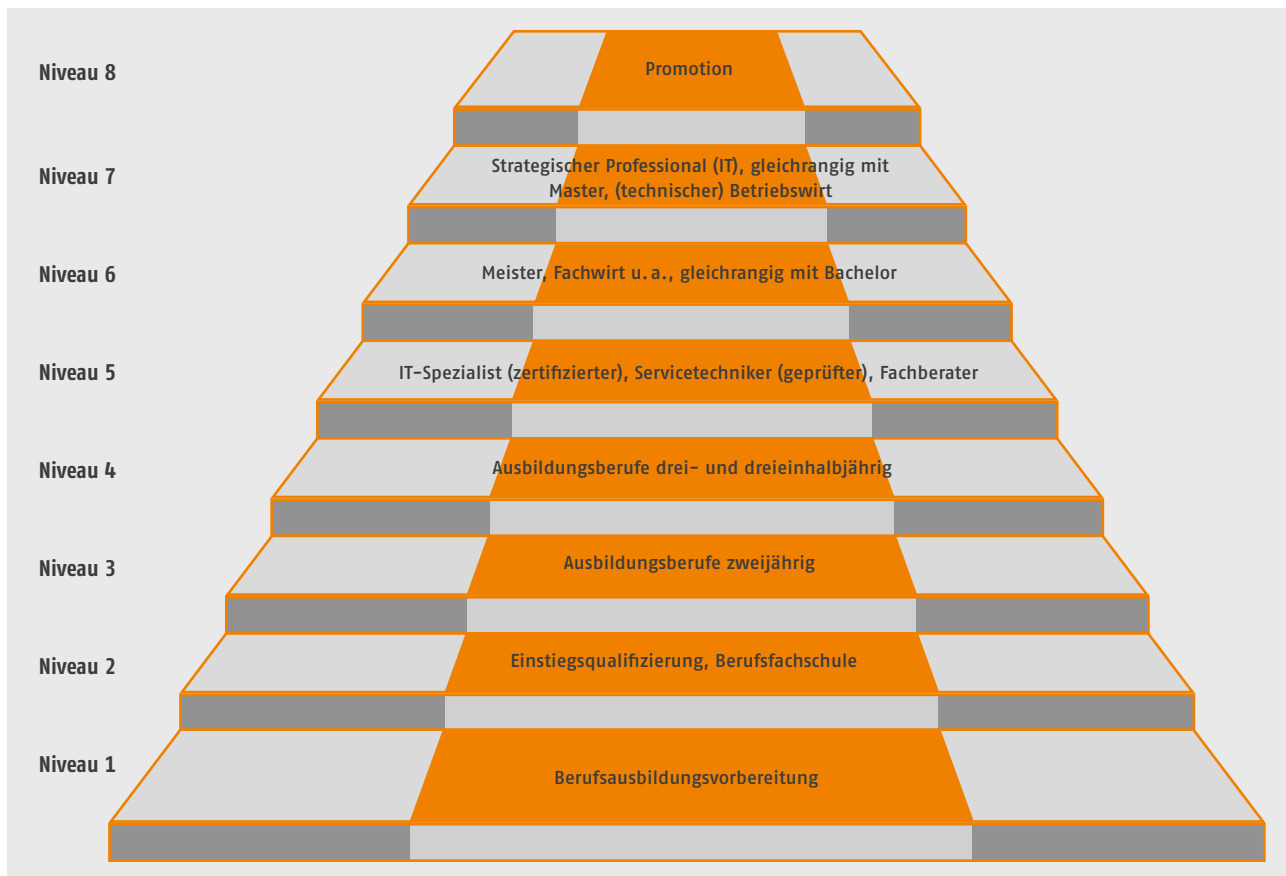 Niveau 8
Promotion
Niveau 7
Strategischer Professional (IT), gleichrangig mit
Master, (technischer) Betriebswirt
Niveau 6
Meister, Fachwirt u. a., gleichrangig mit Bachelor
Niveau 5
IT-Spezialist (zertifizierter), Servicetechniker (geprüfter), Fachberater
Niveau 4
Ausbildungsberufe drei- und dreieinhalbjährig
Niveau 3
Ausbildungsberufe zweijährig
Niveau 2
Einstiegsqualifizierung, Berufsfachschule
Niveau 1
Berufsausbildungsvorbereitung